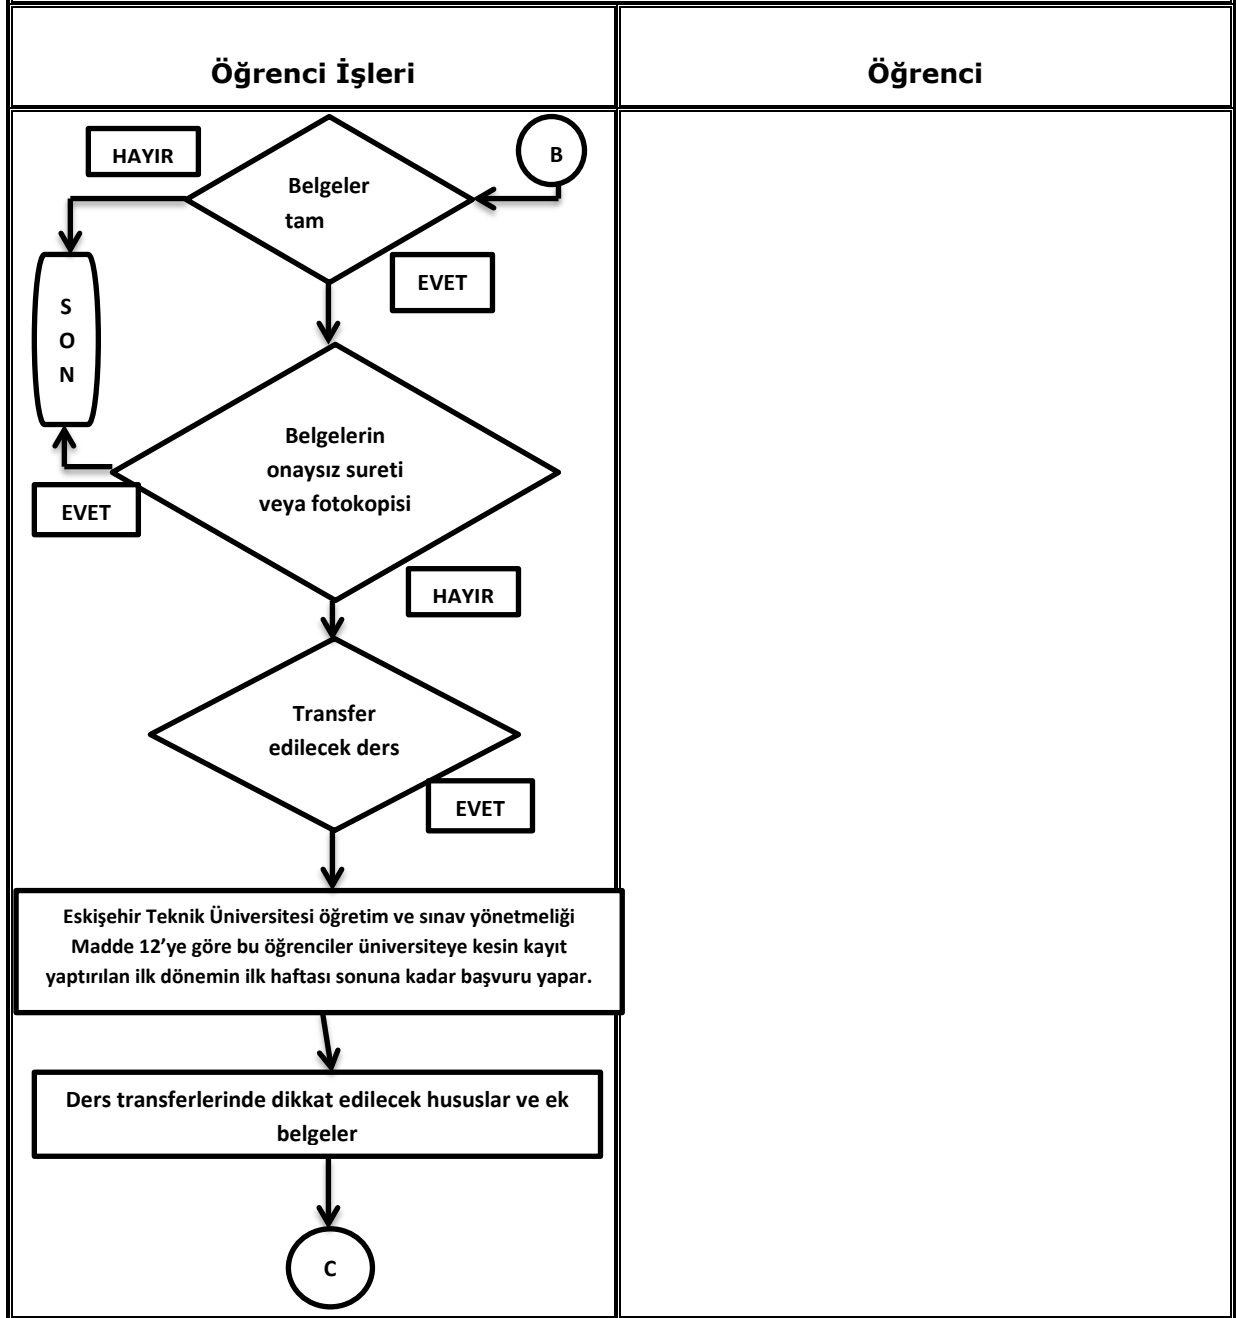 Öğrenci İşleri
Öğrenci
HAYIR
B
Belgeler
tam
EVET
S
O
N
Belgelerin
onaysız sureti
veya fotokopisi
EVET
HAYIR
Transfer
edilecek ders
EVET
Eskişehir Teknik Üniversitesi öğretim ve sınav yönetmeliği
Madde 12’ye göre bu öğrenciler üniversiteye kesin kayıt
yaptırılan ilk dönemin ilk haftası sonuna kadar başvuru yapar.
Ders transferlerinde dikkat edilecek hususlar ve ek
belgeler
C